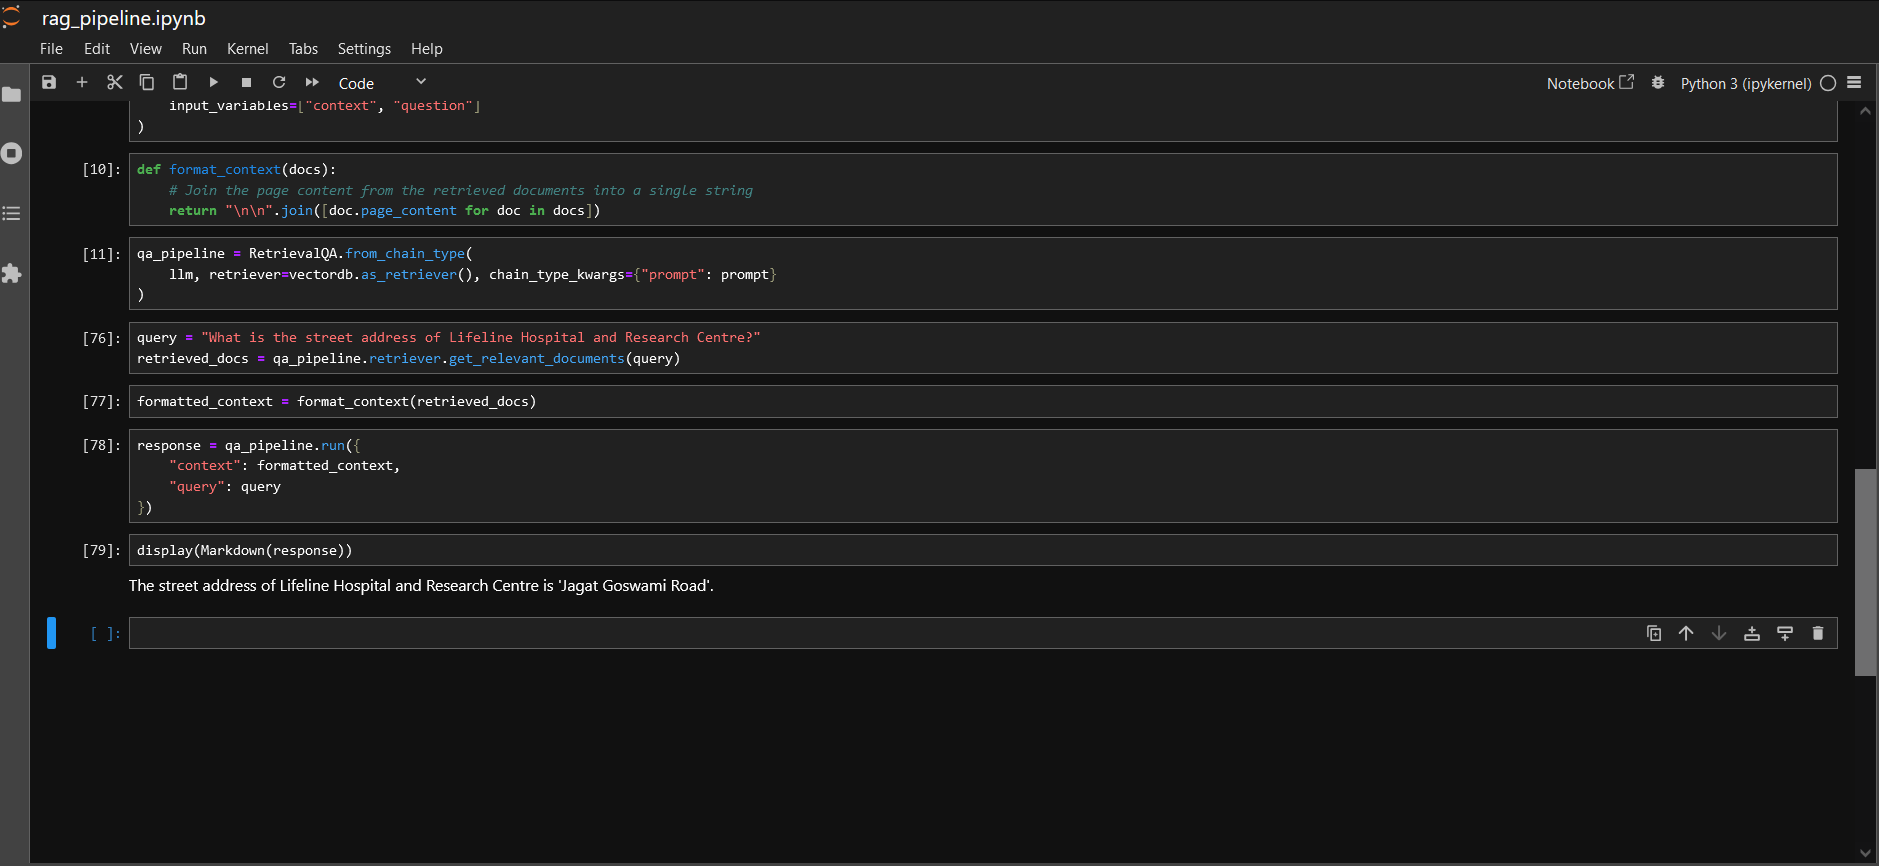 rag_pipeline.ipynb
File Edit View Run Kernel Tabs Settings Help
Code Notebook Python 3 (ipykernel)
    input_variables=["context", "question"]
)
[10]: def format_context(docs):
    # Join the page content from the retrieved documents into a single string
    return "\n\n".join([doc.page_content for doc in docs])
[11]: qa_pipeline = RetrievalQA.from_chain_type(
    llm, retriever=vectordb.as_retriever(), chain_type_kwargs={"prompt": prompt}
)
[76]: query = "What is the street address of Lifeline Hospital and Research Centre?"
retrieved_docs = qa_pipeline.retriever.get_relevant_documents(query)
[77]: formatted_context = format_context(retrieved_docs)
[78]: response = qa_pipeline.run({
    "context": formatted_context,
    "query": query
})
[79]: display(Markdown(response))
The street address of Lifeline Hospital and Research Centre is 'Jagat Goswami Road'.
[ ]: